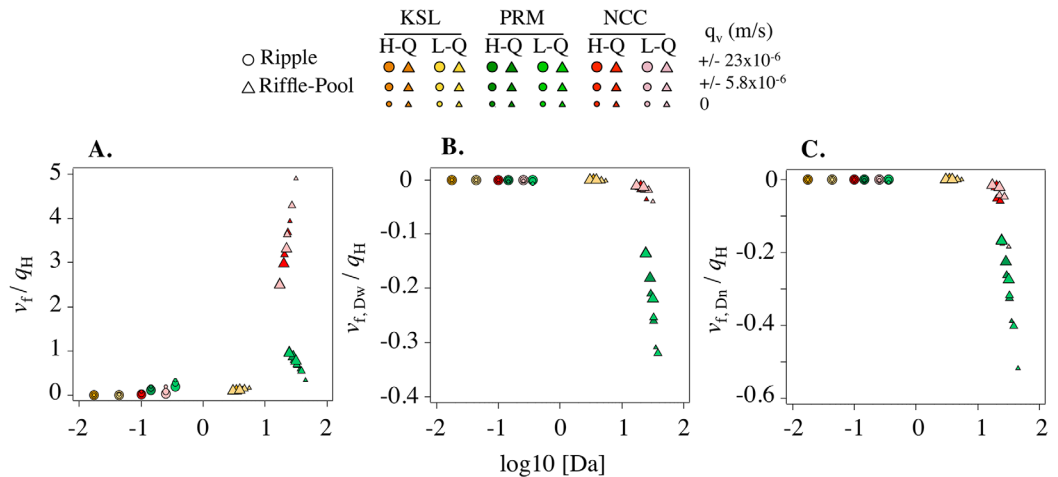 KSL PRM NCC q_v (m/s)
H-Q L-Q H-Q L-Q H-Q L-Q
Ripple +/- 23x10⁻⁶
Riffle-Pool +/- 5.8x10⁻⁶
0
A. B. C.
v_f / q_H
5
4
3
2
1
0
-2 -1 0 1 2
v_f, Dw / q_H
0
-0.1
-0.2
-0.3
-0.4
-2 -1 0 1 2
v_f, Dn / q_H
0
-0.2
-0.4
-0.6
-2 -1 0 1 2
log10 [Da]